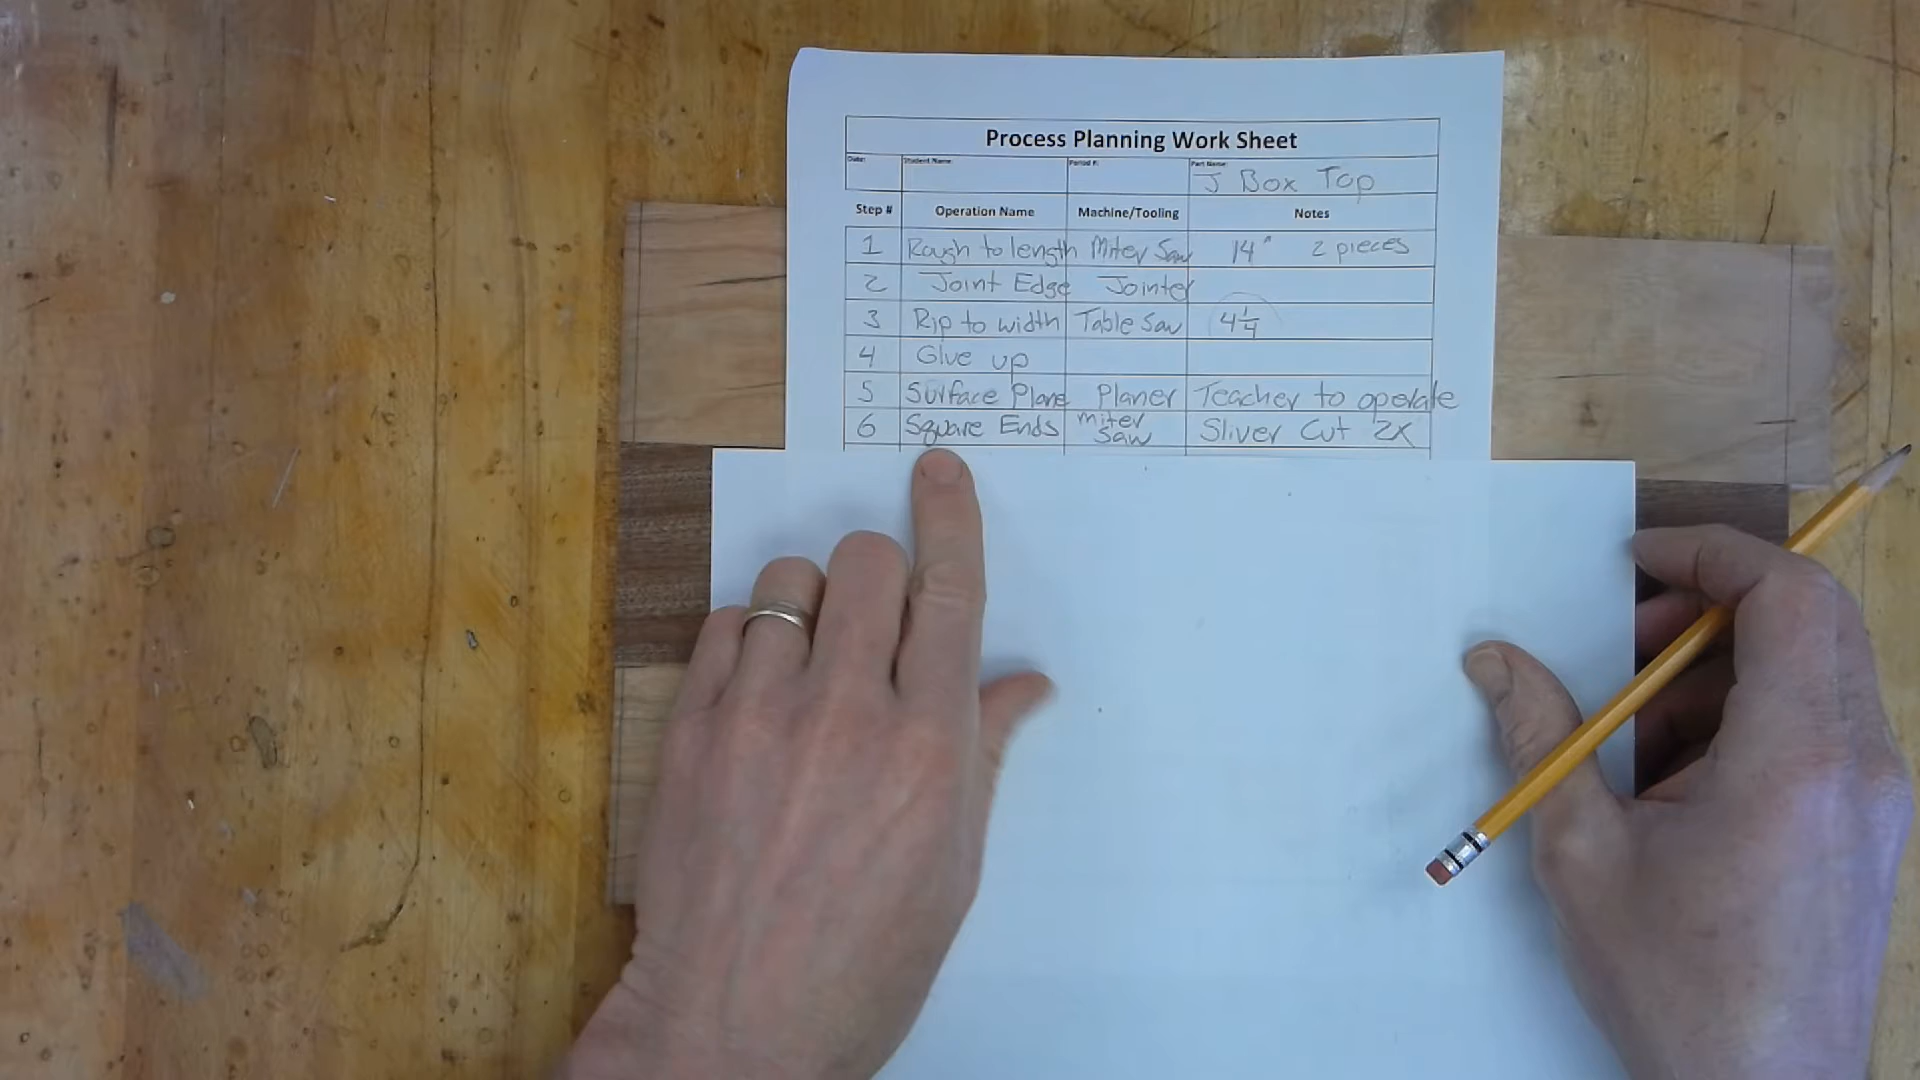 Process Planning Work Sheet
Date: Student Name: Period #: Part Name:
J Box Top
Step # Operation Name Machine/Tooling Notes
1 Rough to length Miter Saw 14" 2 pieces
2 Joint Edge Jointer
3 Rip to width Table Saw 4 1/4
4 Glue up
5 Surface Plane Planer Teacher to operate
6 Square Ends Miter Saw Sliver Cut 2X